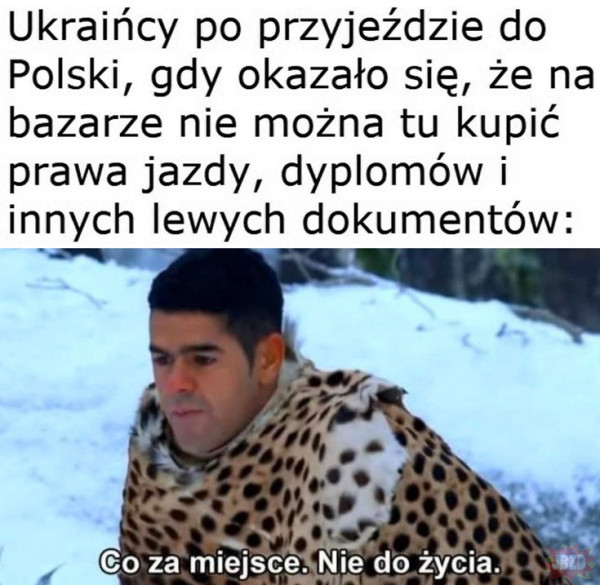 Ukraińcy po przyjeździe do
Polski, gdy okazało się, że na
bazarze nie można tu kupić
prawa jazdy, dyplomów i
innych lewych dokumentów:
Co za miejsce. Nie do życia.